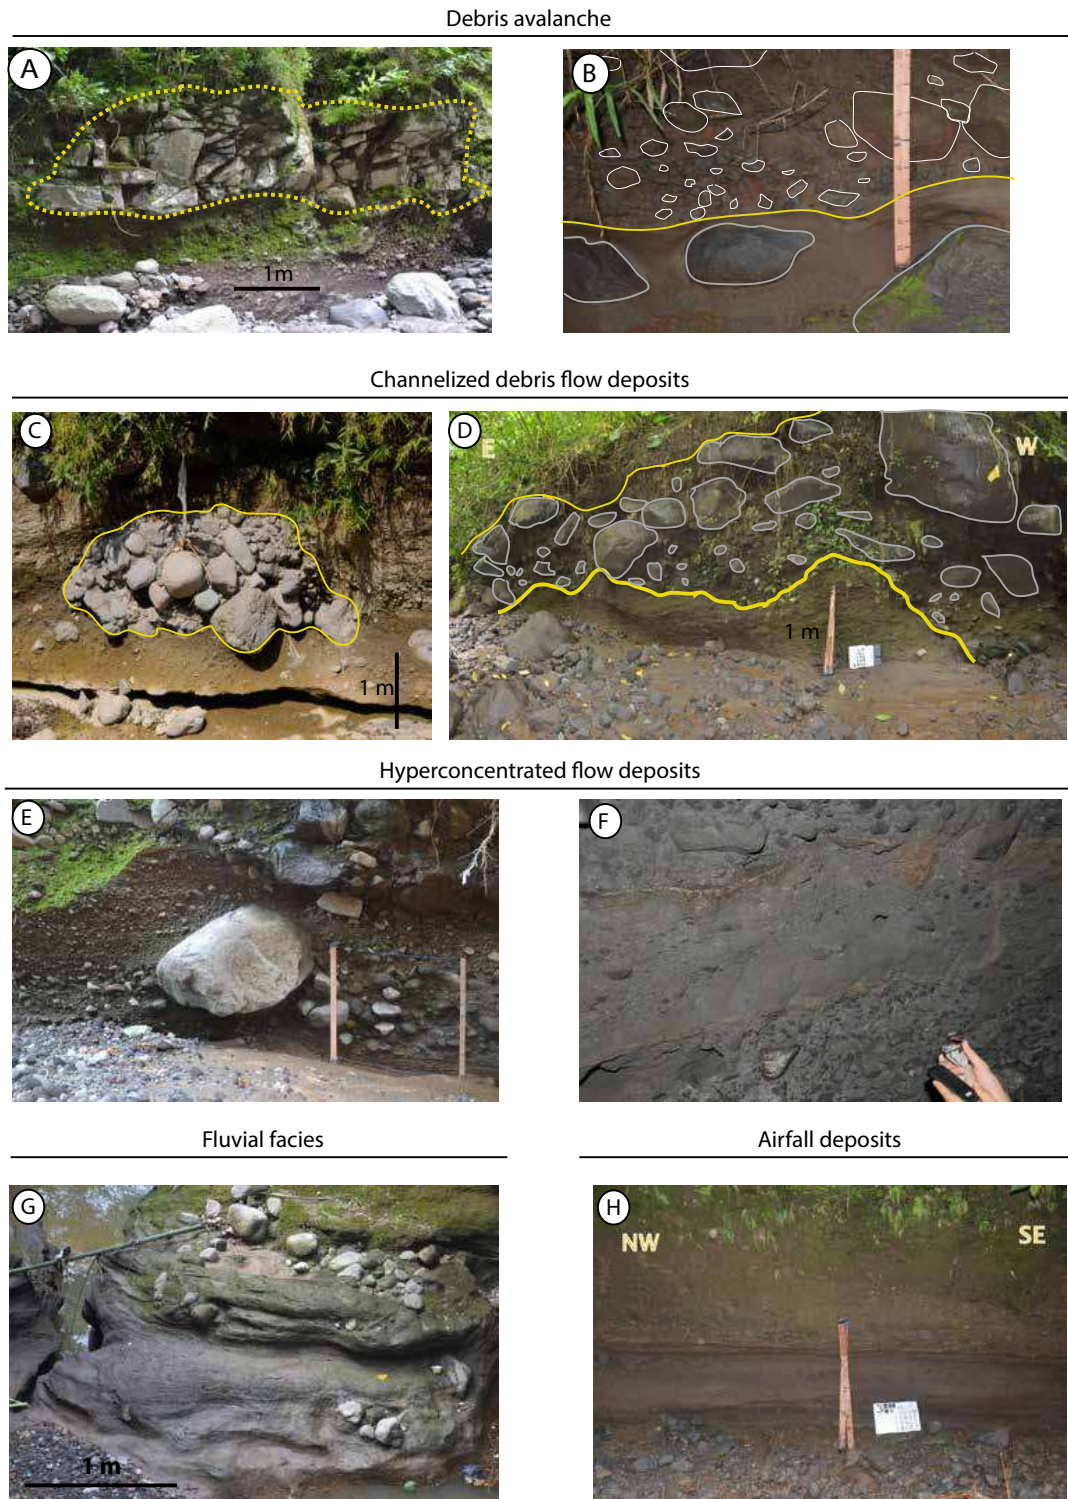 Debris avalanche
A
B
1m
Channelized debris flow deposits
C
D
E
W
1 m
1 m
Hyperconcentrated flow deposits
E
F
Fluvial facies
Airfall deposits
G
H
NW
SE
1 m